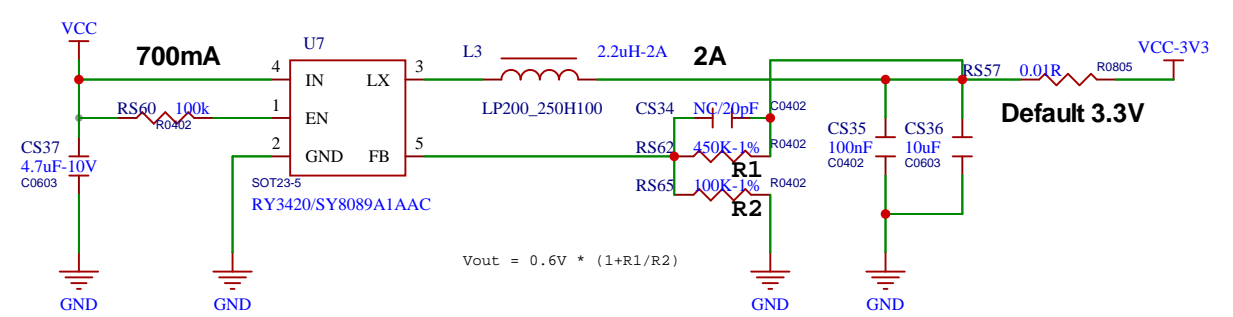 VCC
700mA
U7
L3
2.2uH-2A
2A
VCC-3V3
4
IN
LX
3
RS57
0.01R
R0805
LP200_250H100
Default 3.3V
RS60
100k
R0402
1
EN
CS34
NC/20pF
C0402
CS37
4.7uF-10V
C0603
2
GND
FB
5
RS62
450K-1%
R0402
R1
CS35
100nF
C0402
CS36
10uF
C0603
SOT23-5
RY3420/SY8089A1AAC
RS65
100K-1%
R0402
R2
Vout = 0.6V * (1+R1/R2)
GND
GND
GND
GND